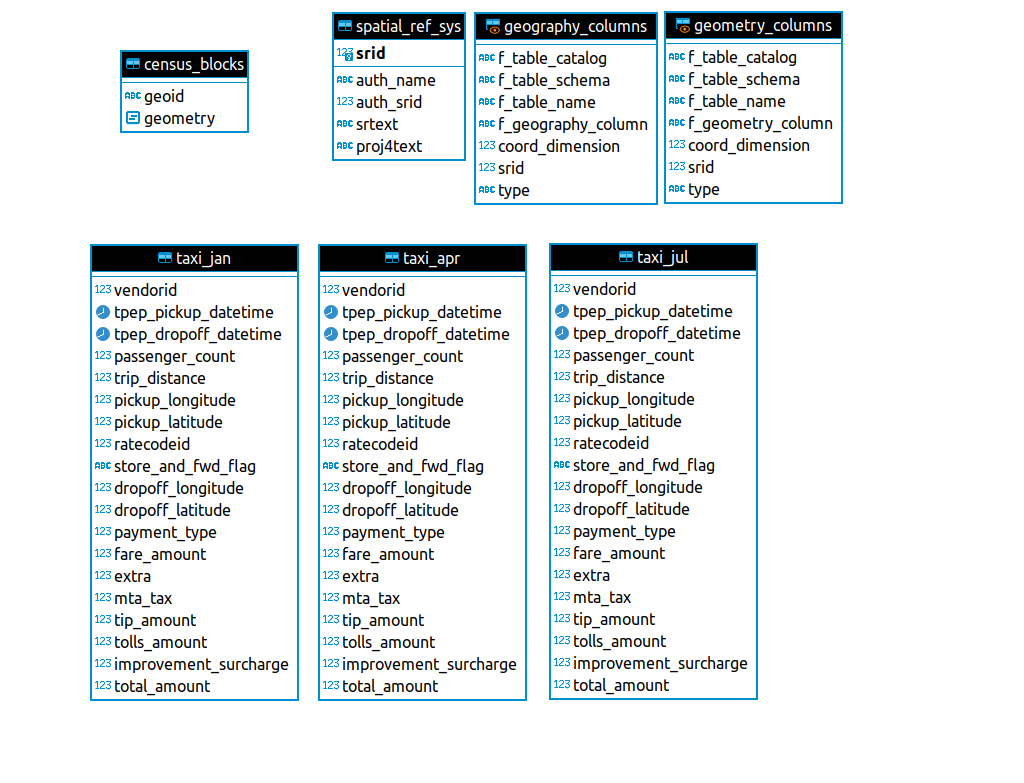 census_blocks
ABC geoid
geometry
spatial_ref_sys
123 srid
ABC auth_name
123 auth_srid
ABC srtext
ABC proj4text
geography_columns
ABC f_table_catalog
ABC f_table_schema
ABC f_table_name
ABC f_geography_column
123 coord_dimension
123 srid
ABC type
geometry_columns
ABC f_table_catalog
ABC f_table_schema
ABC f_table_name
ABC f_geometry_column
123 coord_dimension
123 srid
ABC type
taxi_jan
123 vendorid
tpep_pickup_datetime
tpep_dropoff_datetime
123 passenger_count
123 trip_distance
123 pickup_longitude
123 pickup_latitude
123 ratecodeid
ABC store_and_fwd_flag
123 dropoff_longitude
123 dropoff_latitude
123 payment_type
123 fare_amount
123 extra
123 mta_tax
123 tip_amount
123 tolls_amount
123 improvement_surcharge
123 total_amount
taxi_apr
123 vendorid
tpep_pickup_datetime
tpep_dropoff_datetime
123 passenger_count
123 trip_distance
123 pickup_longitude
123 pickup_latitude
123 ratecodeid
ABC store_and_fwd_flag
123 dropoff_longitude
123 dropoff_latitude
123 payment_type
123 fare_amount
123 extra
123 mta_tax
123 tip_amount
123 tolls_amount
123 improvement_surcharge
123 total_amount
taxi_jul
123 vendorid
tpep_pickup_datetime
tpep_dropoff_datetime
123 passenger_count
123 trip_distance
123 pickup_longitude
123 pickup_latitude
123 ratecodeid
ABC store_and_fwd_flag
123 dropoff_longitude
123 dropoff_latitude
123 payment_type
123 fare_amount
123 extra
123 mta_tax
123 tip_amount
123 tolls_amount
123 improvement_surcharge
123 total_amount